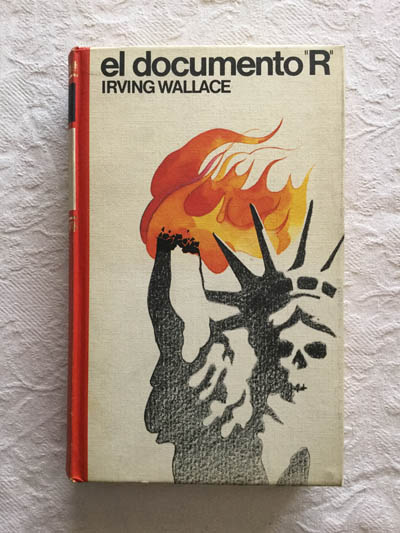 el documento "R"
IRVING WALLACE